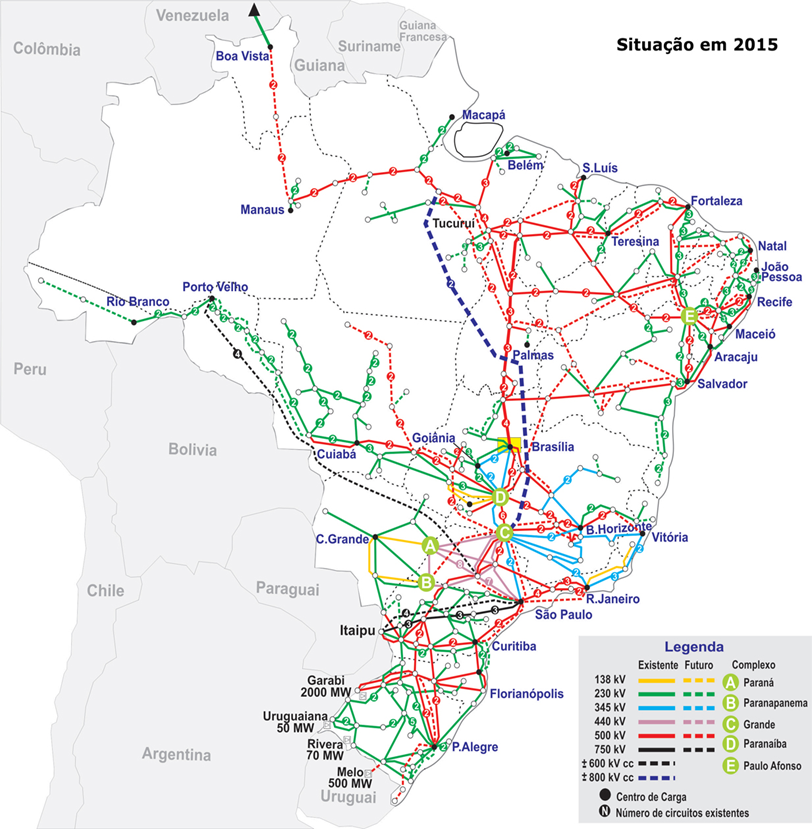 Situação em 2015
Venezuela
Guiana
Francesa
Colômbia
Suriname
Boa Vista
Guiana
Macapá
Belém
S.Luís
Manaus
Fortaleza
Tucuruí
Teresina
Natal
João
Pessoa
Porto Velho
Rio Branco
Recife
Maceió
Palmas
Aracaju
Peru
Salvador
Goiânia
Brasília
Bolivia
Cuiabá
D
E
C.Grande
A
C
B.Horizonte
Vitória
B
Chile
Paraguai
R.Janeiro
São Paulo
Itaipu
Curitiba
Garabi
2000 MW
Florianópolis
Uruguaiana
50 MW
Rivera
70 MW
P.Alegre
Melo
500 MW
Argentina
Uruguai
Legenda
Existente Futuro Complexo
138 kV A Paraná
230 kV
345 kV B Paranapanema
440 kV C Grande
500 kV D Paranaíba
750 kV
±600 kV cc E Paulo Afonso
±800 kV cc
Centro de Carga
N Número de circuitos existentes